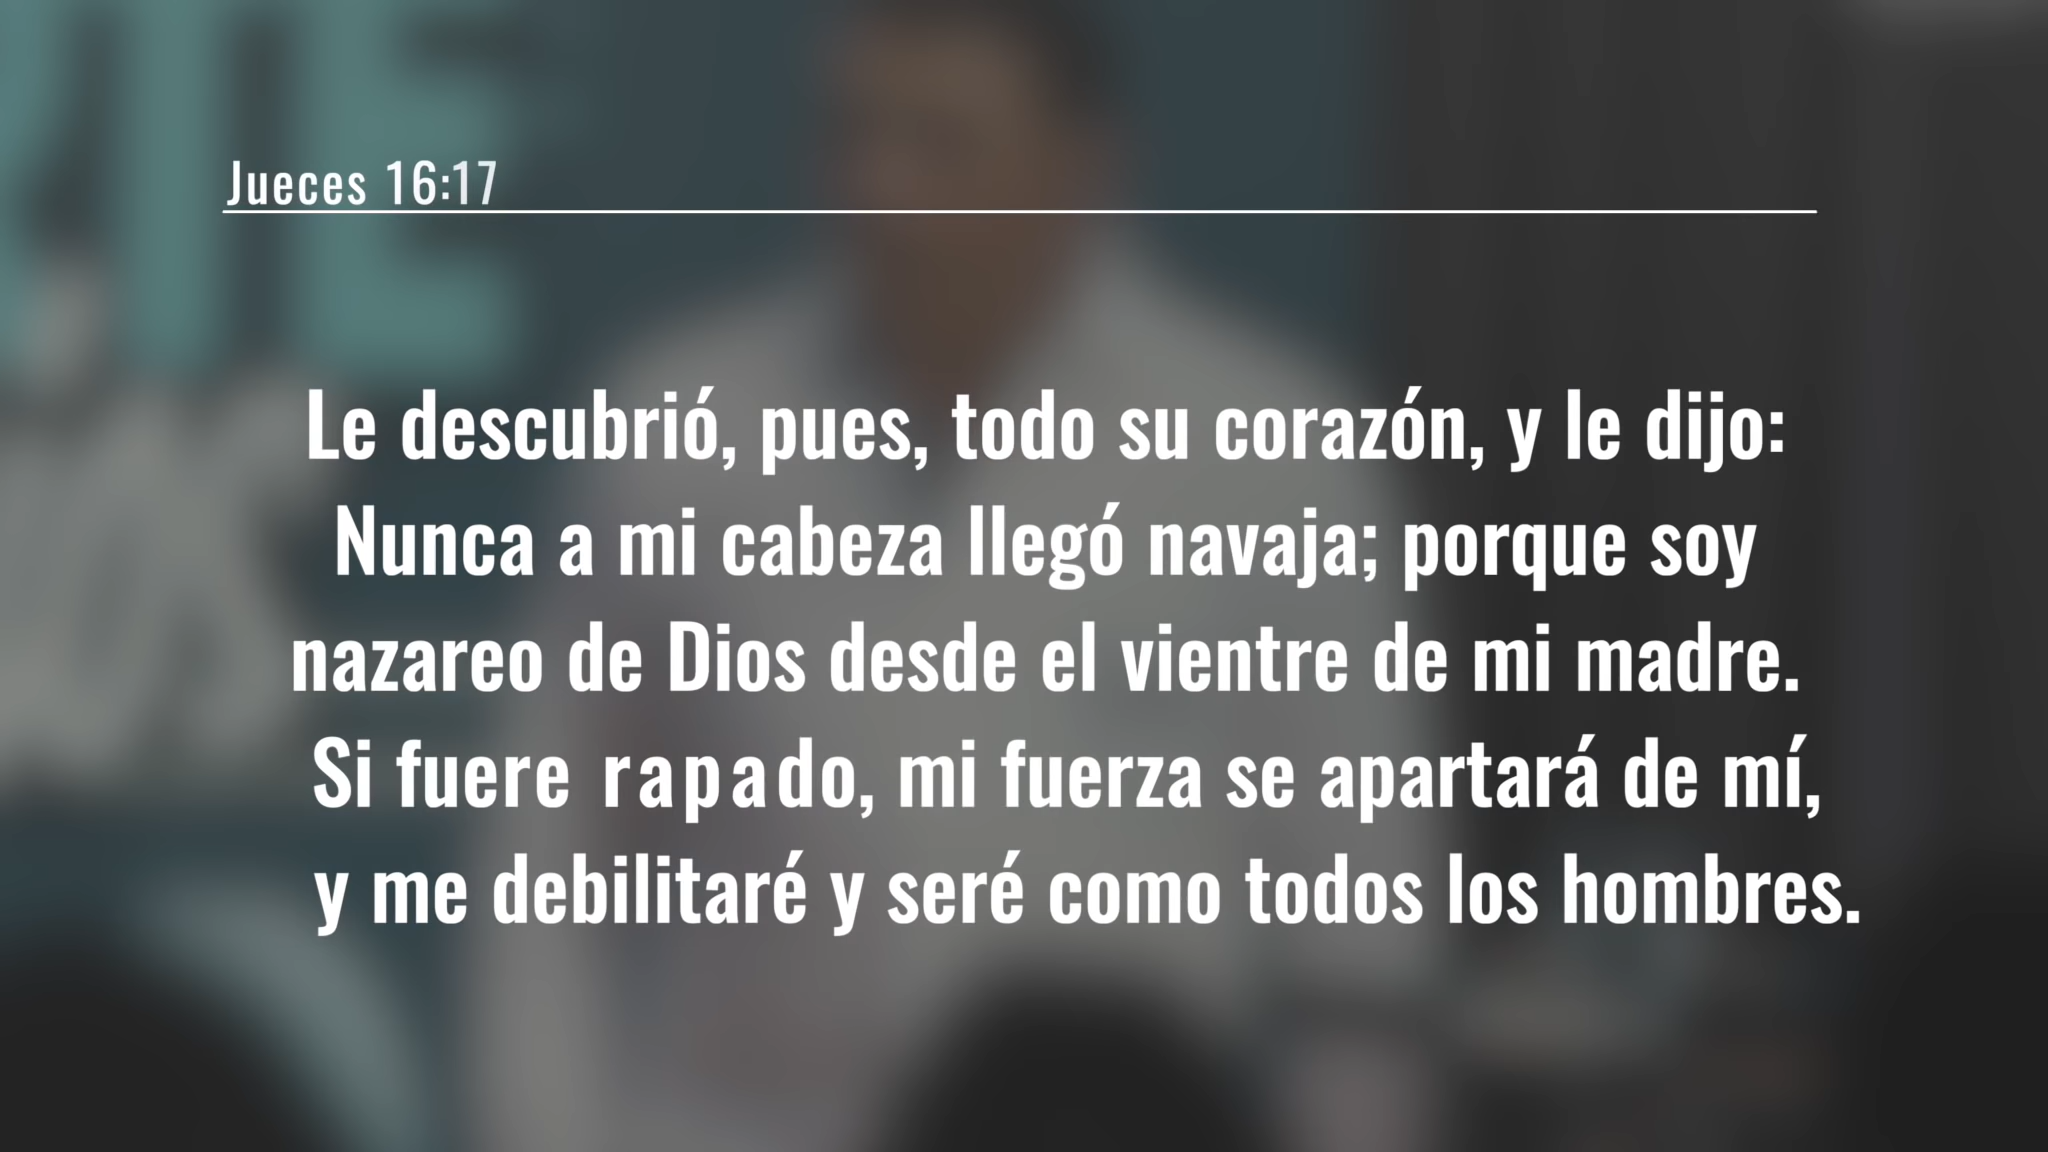 Jueces 16:17
Le descubrió, pues, todo su corazón, y le dijo:
Nunca a mi cabeza llegó navaja; porque soy
nazareo de Dios desde el vientre de mi madre.
Si fuere rapado, mi fuerza se apartará de mí,
y me debilitaré y seré como todos los hombres.